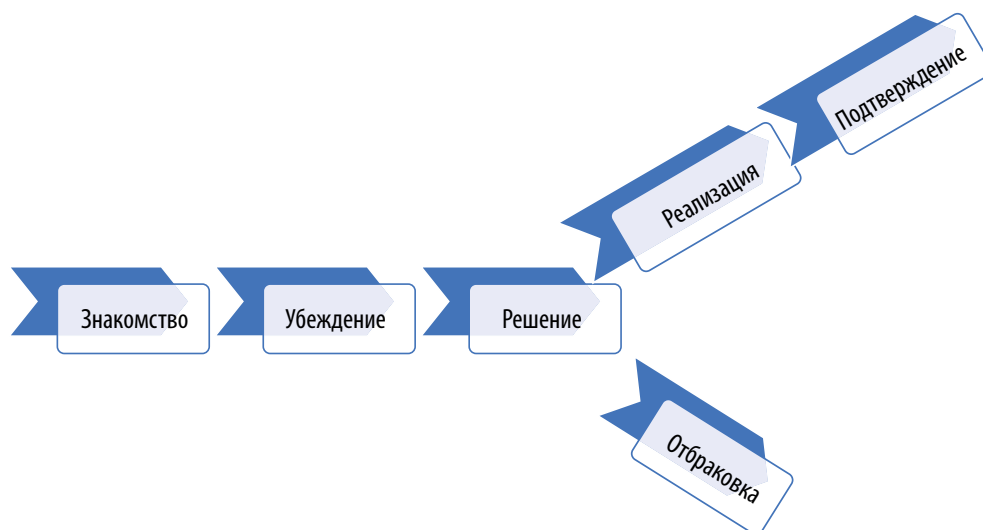 Знакомство
Убеждение
Решение
Реализация
Подтверждение
Отбраковка